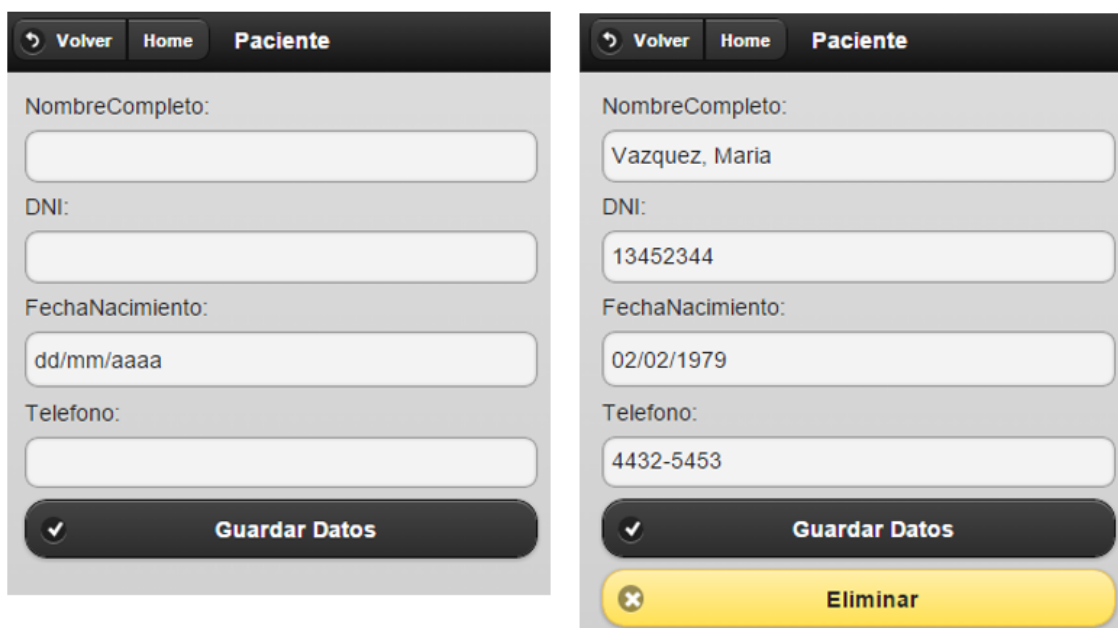 Volver Home Paciente
NombreCompleto:
DNI:
FechaNacimiento:
dd/mm/aaaa
Telefono:
Guardar Datos
Volver Home Paciente
NombreCompleto:
Vazquez, Maria
DNI:
13452344
FechaNacimiento:
02/02/1979
Telefono:
4432-5453
Guardar Datos
Eliminar